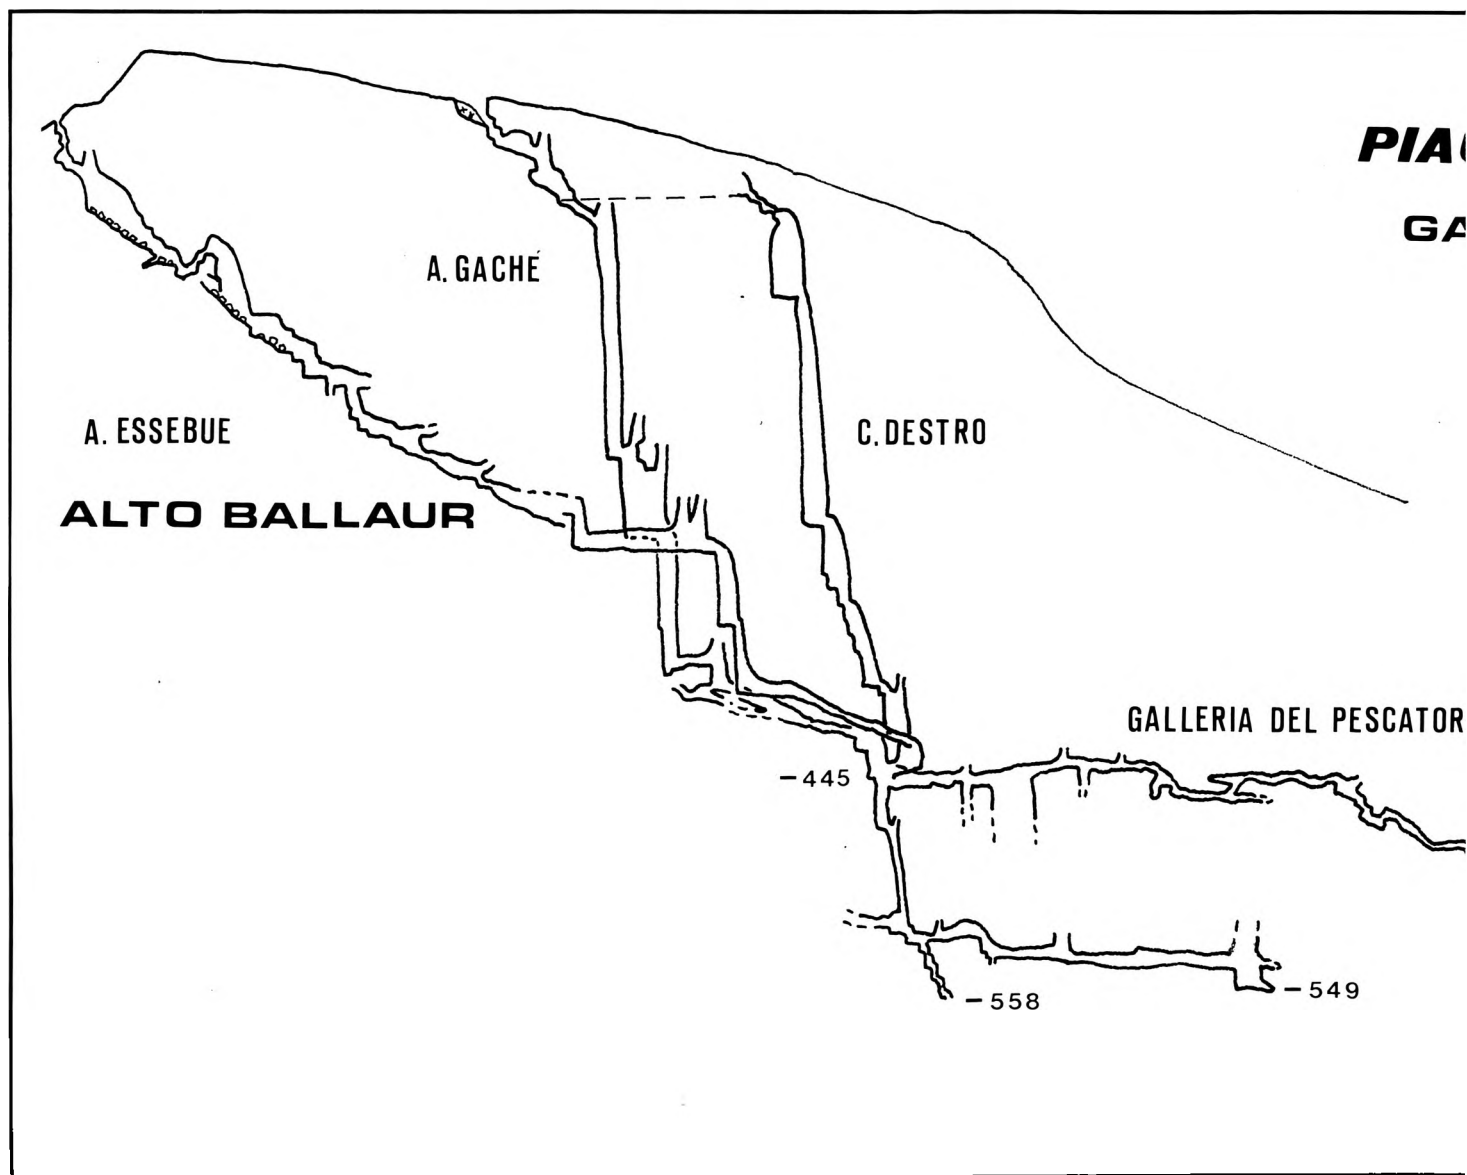 PIA
GA
A. GACHÉ
A. ESSEBUE
C. DESTRO
ALTO BALLAUR
GALLERIA DEL PESCATOR
-445
-558
-549